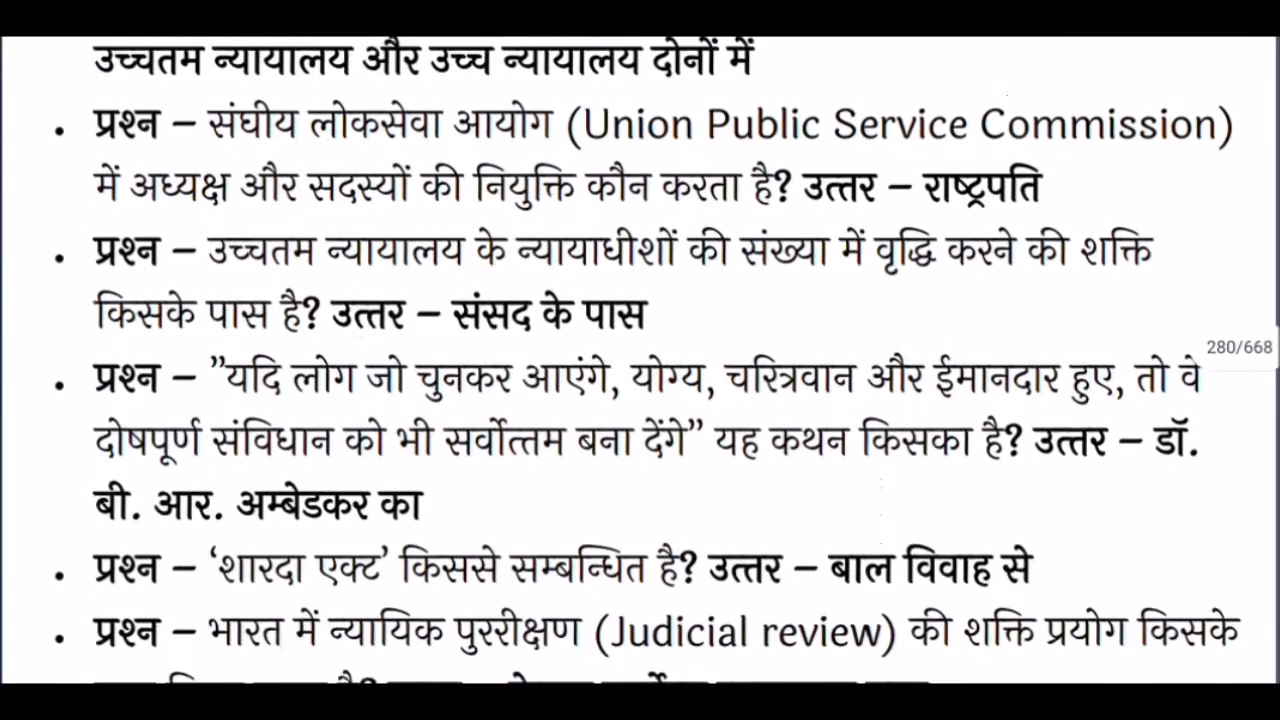 उच्चतम न्यायालय और उच्च न्यायालय दोनों में
• प्रश्न – संघीय लोकसेवा आयोग (Union Public Service Commission)
में अध्यक्ष और सदस्यों की नियुक्ति कौन करता है? उत्तर – राष्ट्रपति
• प्रश्न – उच्चतम न्यायालय के न्यायाधीशों की संख्या में वृद्धि करने की शक्ति
किसके पास है? उत्तर – संसद के पास
280/668
• प्रश्न – ”यदि लोग जो चुनकर आएंगे, योग्य, चरित्रवान और ईमानदार हुए, तो वे
दोषपूर्ण संविधान को भी सर्वोत्तम बना देंगे” यह कथन किसका है? उत्तर – डॉ.
बी. आर. अम्बेडकर का
• प्रश्न – ‘शारदा एक्ट’ किससे सम्बन्धित है? उत्तर – बाल विवाह से
• प्रश्न – भारत में न्यायिक पुररीक्षण (Judicial review) की शक्ति प्रयोग किसके